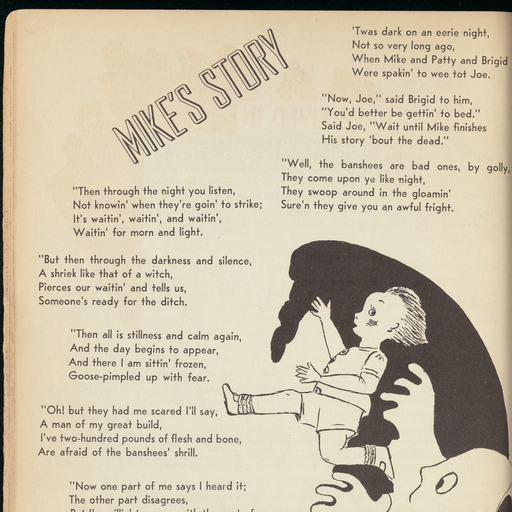 MIKE'S STORY
'Twas dark on an eerie night,
Not so very long ago,
When Mike and Patty and Brigid
Were spakin' to wee tot Joe.
"Now, Joe," said Brigid to him,
"You'd better be gettin' to bed."
Said Joe, "Wait until Mike finishes
His story 'bout the dead."
"Well, the banshees are bad ones, by golly,
They come upon ye like night,
They swoop around in the gloamin'
Sure'n they give you an awful fright.
"Then through the night you listen,
Not knowin' when they're goin' to strike;
It's waitin', waitin', and waitin',
Waitin' for morn and light.
"But then through the darkness and silence,
A shriek like that of a witch,
Pierces our waitin' and tells us,
Someone's ready for the ditch.
"Then all is stillness and calm again,
And the day begins to appear,
And there I am sittin' frozen,
Goose-pimpled up with fear.
"Oh! but they had me scared I'll say,
A man of my great build,
I've two-hundred pounds of flesh and bone,
Are afraid of the banshees' shrill.
"Now one part of me says I heard it;
The other part disagrees,